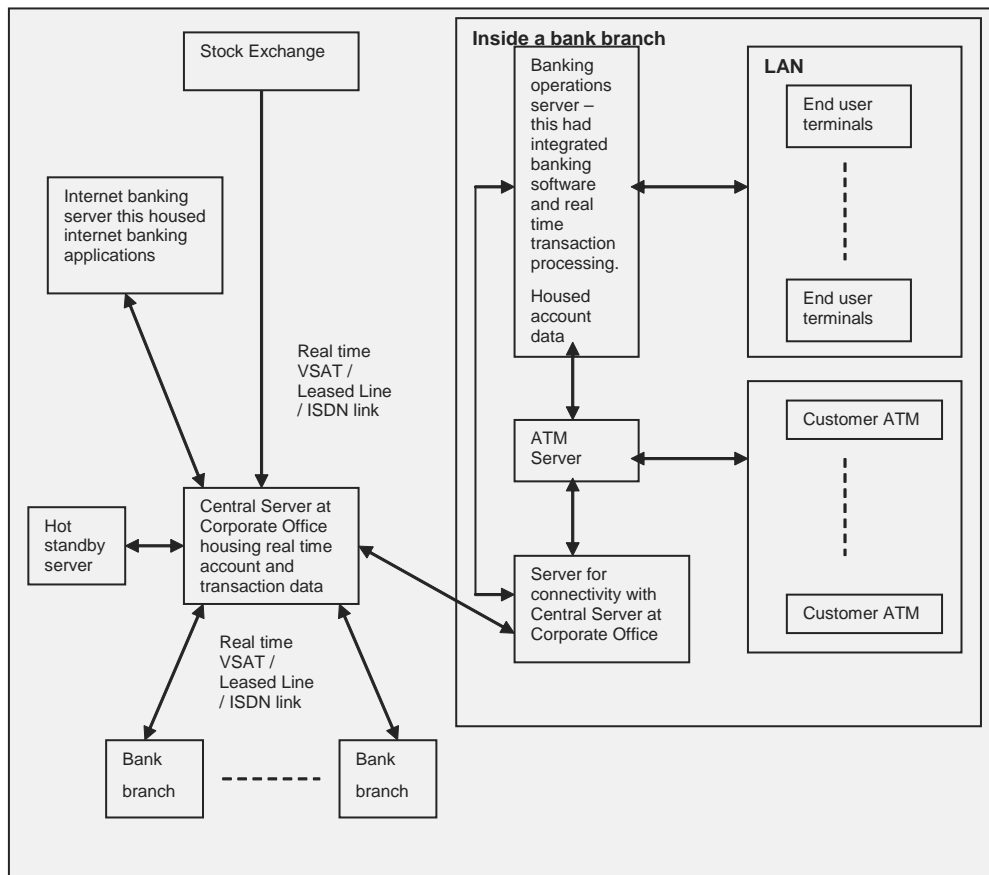 Stock Exchange
Internet banking
server this housed
internet banking
applications
Real time
VSAT /
Leased Line
/ ISDN link
Hot
standby
server
Central Server at
Corporate Office
housing real time
account and
transaction data
Real time
VSAT /
Leased Line
/ ISDN link
Bank
branch
Bank
branch
Inside a bank branch
Banking
operations
server –
this had
integrated
banking
software
and real
time
transaction
processing.
Housed
account
data
ATM
Server
Server for
connectivity with
Central Server at
Corporate Office
LAN
End user
terminals
End user
terminals
Customer ATM
Customer ATM